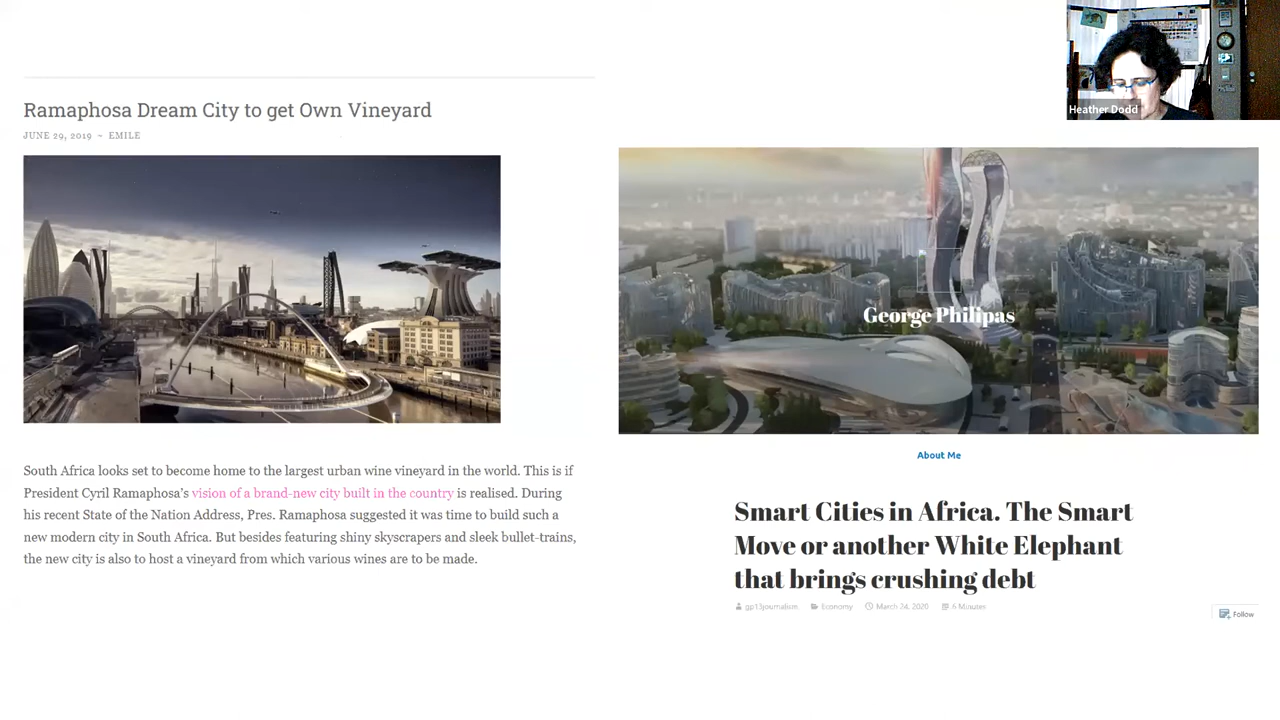 Heather Dodd
Ramaphosa Dream City to get Own Vineyard
JUNE 29, 2019 ~ EMILE
South Africa looks set to become home to the largest urban wine vineyard in the world. This is if
President Cyril Ramaphosa's vision of a brand-new city built in the country is realised. During
his recent State of the Nation Address, Pres. Ramaphosa suggested it was time to build such a
new modern city in South Africa. But besides featuring shiny skyscrapers and sleek bullet-trains,
the new city is also to host a vineyard from which various wines are to be made.
George Philipas
About Me
Smart Cities in Africa. The Smart
Move or another White Elephant
that brings crushing debt
gp13journalism Economy March 24, 2020 6 Minutes
Follow